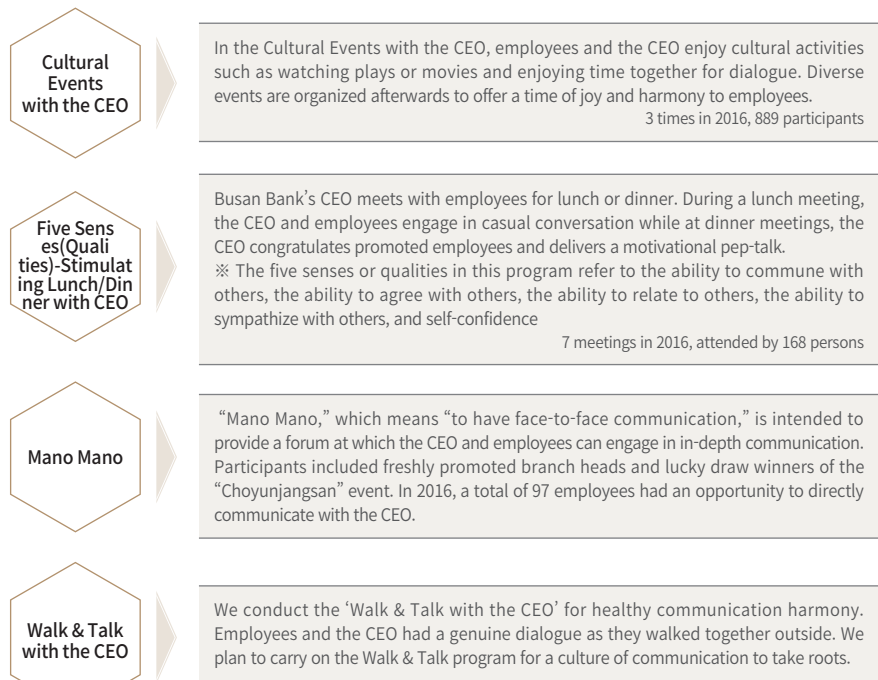 Cultural
Events
with the CEO
In the Cultural Events with the CEO, employees and the CEO enjoy cultural activities
such as watching plays or movies and enjoying time together for dialogue. Diverse
events are organized afterwards to offer a time of joy and harmony to employees.
3 times in 2016, 889 participants
Five Sens
es(Quali
ties)-Stimulat
ing Lunch/Din
ner with CEO
Busan Bank’s CEO meets with employees for lunch or dinner. During a lunch meeting,
the CEO and employees engage in casual conversation while at dinner meetings, the
CEO congratulates promoted employees and delivers a motivational pep-talk.
※ The five senses or qualities in this program refer to the ability to commune with
others, the ability to agree with others, the ability to relate to others, the ability to
sympathize with others, and self-confidence
7 meetings in 2016, attended by 168 persons
Mano Mano
“Mano Mano,” which means “to have face-to-face communication,” is intended to
provide a forum at which the CEO and employees can engage in in-depth communication.
Participants included freshly promoted branch heads and lucky draw winners of the
“Choyunjangsan” event. In 2016, a total of 97 employees had an opportunity to directly
communicate with the CEO.
Walk & Talk
with the CEO
We conduct the ‘Walk & Talk with the CEO’ for healthy communication harmony.
Employees and the CEO had a genuine dialogue as they walked together outside. We
plan to carry on the Walk & Talk program for a culture of communication to take roots.